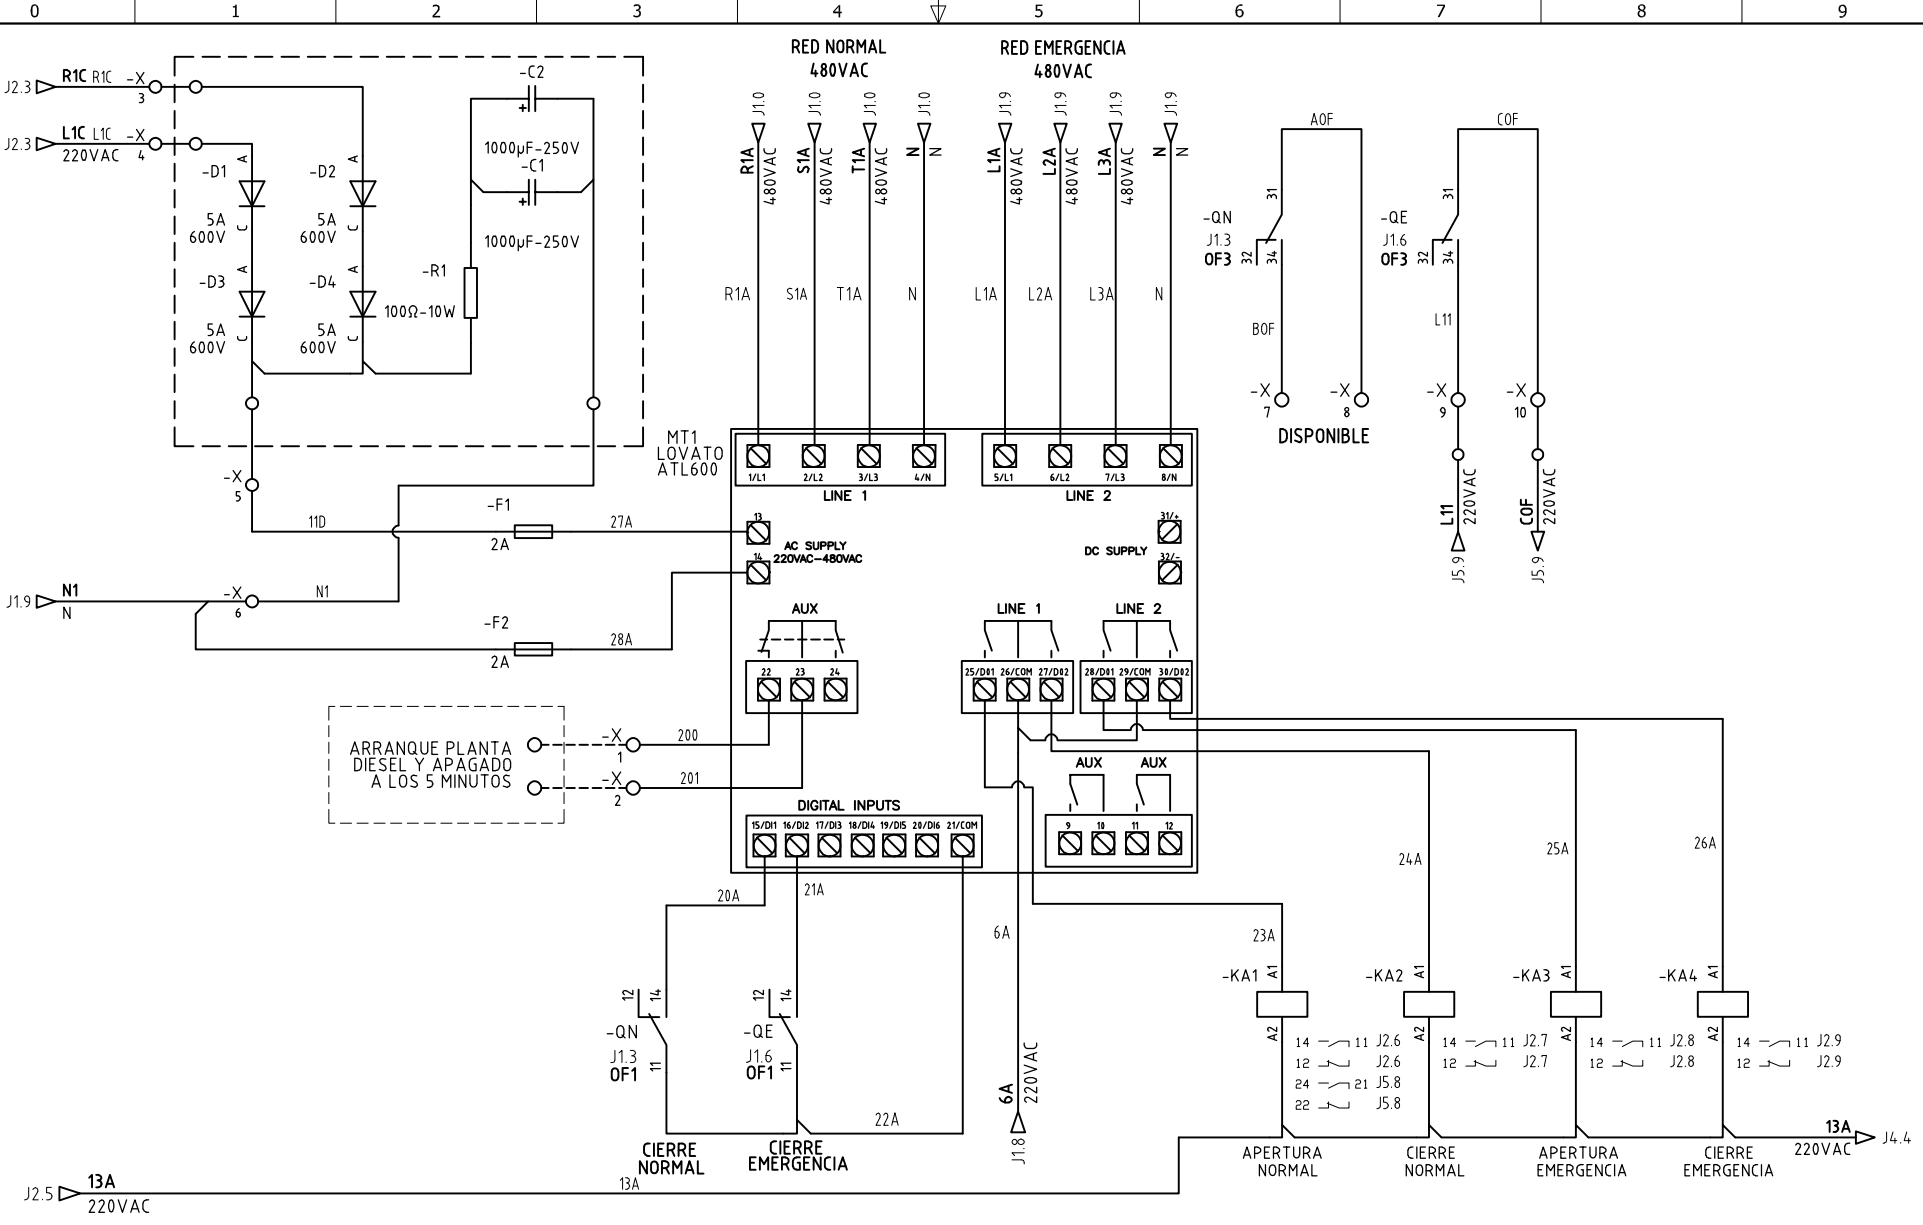 0 1 2 3 4 5 6 7 8 9
RED NORMAL
480VAC
RED EMERGENCIA
480VAC
J2.3 R1C R1C -X
3
J2.3 L1C L1C -X
220VAC 4
-C2
+
1000µF-250V
-C1
+
1000µF-250V
A
-D1
5A
600V
C
A
-D2
5A
600V
C
A
-D3
5A
600V
C
A
-D4
5A
600V
C
-R1
100Ω-10W
J1.0 J1.0 J1.0 J1.0
R1A 480VAC
S1A 480VAC
T1A 480VAC
N N
J1.9 J1.9 J1.9 J1.9
L1A 480VAC
L2A 480VAC
L3A 480VAC
N N
R1A S1A T1A N L1A L2A L3A N
AOF
31
-QN
J1.3
OF3
32 34
BOF
-X
7
-X
8
DISPONIBLE
COF
31
-QE
J1.6
OF3
32 34
L11
-X
9
-X
10
L11 220VAC
COF 220VAC
J5.9 J5.9
MT1
LOVATO
ATL600
1/L1 2/L2 3/L3 4/N
LINE 1
5/L1 6/L2 7/L3 8/N
LINE 2
13
14
AC SUPPLY
220VAC-480VAC
31/+
32/-
DC SUPPLY
-X
5
11D
-F1
2A
27A
J1.9 N1
N
-X
6
N1
-F2
2A
28A
AUX
22 23 24
LINE 1
25/DO1 26/COM 27/DO2
LINE 2
28/DO1 29/COM 30/DO2
ARRANQUE PLANTA
DIESEL Y APAGADO
A LOS 5 MINUTOS
-X
1
200
-X
2
201
AUX AUX
9 10 11 12
DIGITAL INPUTS
15/DI1 16/DI2 17/DI3 18/DI4 19/DI5 20/DI6 21/COM
20A
21A
22A
12 14
-QN
J1.3
OF1
11
12 14
-QE
J1.6
OF1
11
CIERRE
NORMAL
CIERRE
EMERGENCIA
6A
6A 220VAC
J1.8
23A
24A
25A
26A
-KA1 A1
A2
-KA2 A1
A2
-KA3 A1
A2
-KA4 A1
A2
14 11 J2.6
12 J2.6
24 21 J5.8
22 J5.8
14 11 J2.7
12 J2.7
14 11 J2.8
12 J2.8
14 11 J2.9
12 J2.9
APERTURA
NORMAL
CIERRE
NORMAL
APERTURA
EMERGENCIA
CIERRE
EMERGENCIA
13A
220VAC
J4.4
J2.5 13A
220VAC
13A